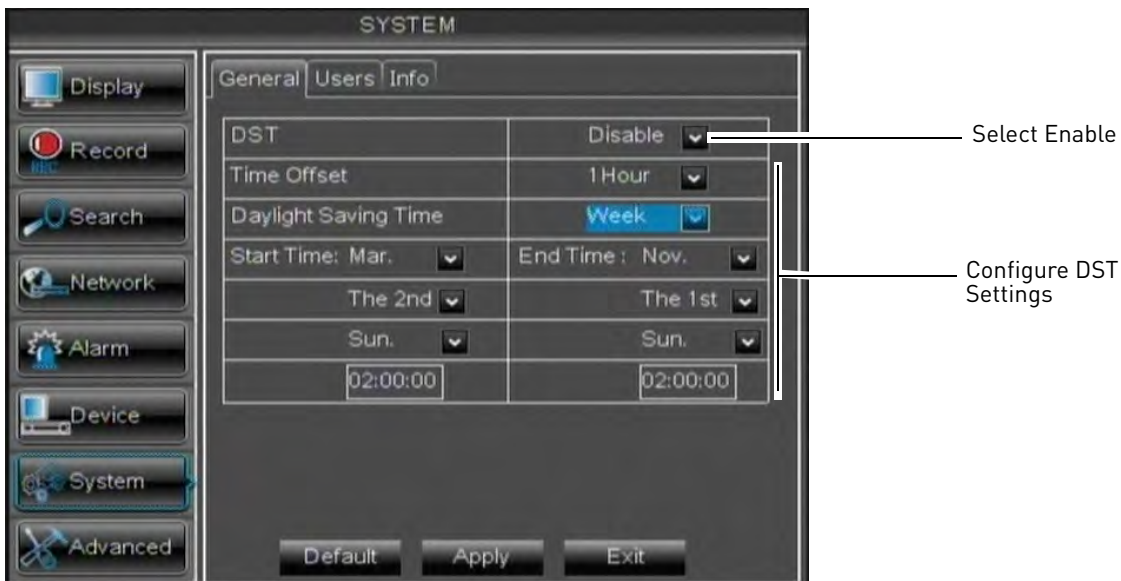 SYSTEM
Display
Record
REC
Search
Network
Alarm
Device
System
Advanced
General Users Info
DST Disable
Time Offset 1Hour
Daylight Saving Time Week
Start Time: Mar. End Time : Nov.
The 2nd The 1st
Sun. Sun.
02:00:00 02:00:00
Default Apply Exit
Select Enable
Configure DST
Settings